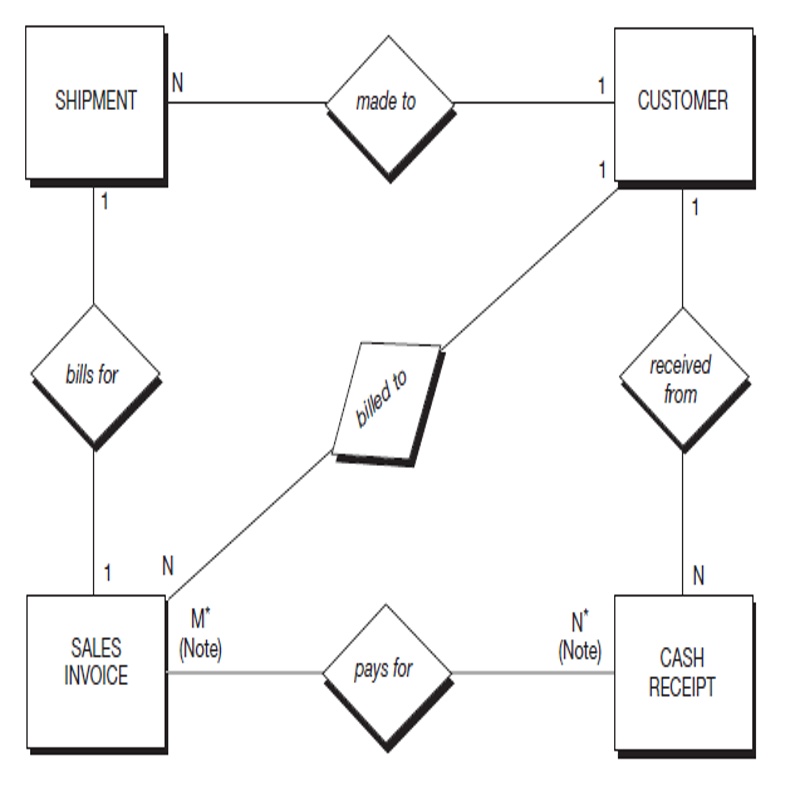 SHIPMENT
N
made to
1
CUSTOMER
1
1
1
bills for
billed to
received
from
1
N
N
M*
(Note)
N*
(Note)
SALES
INVOICE
pays for
CASH
RECEIPT